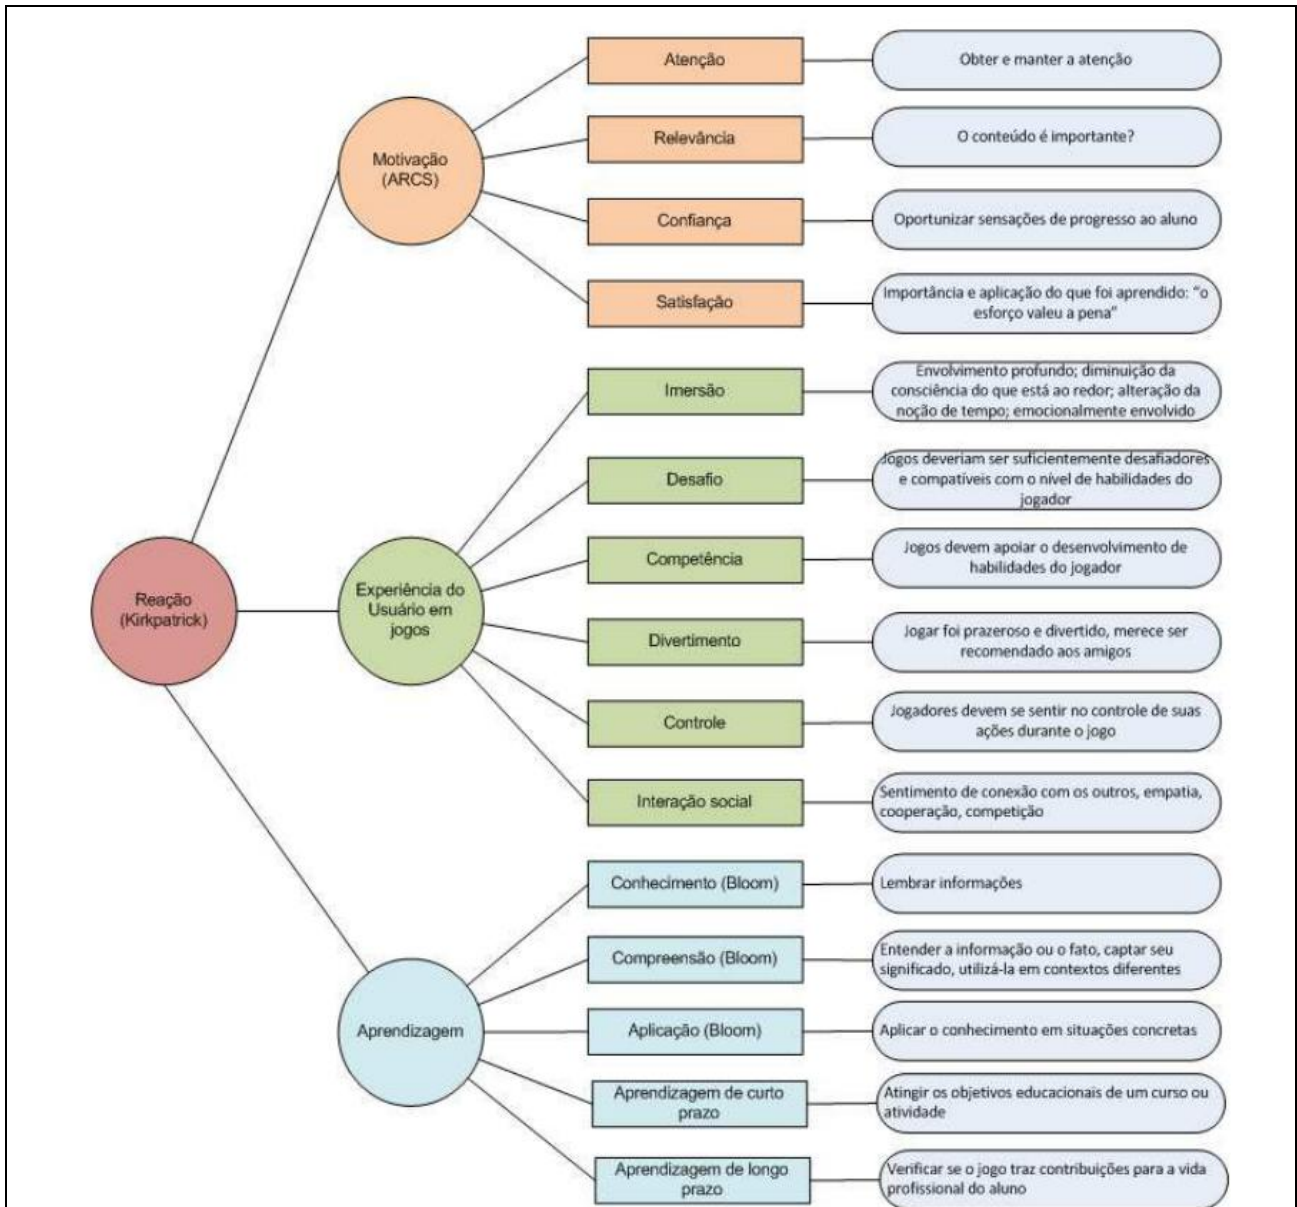 Atenção
Obter e manter a atenção
Relevância
O conteúdo é importante?
Motivação
(ARCS)
Confiança
Oportunizar sensações de progresso ao aluno
Satisfação
Importância e aplicação do que foi aprendido: “o
esforço valeu a pena”
Imersão
Envolvimento profundo; diminuição da
consciência do que está ao redor; alteração da
noção de tempo; emocionalmente envolvido
Desafio
Jogos deveriam ser suficientemente desafiadores
e compatíveis com o nível de habilidades do
jogador
Competência
Jogos devem apoiar o desenvolvimento de
habilidades do jogador
Reação
(Kirkpatrick)
Experiência do
Usuário em
jogos
Divertimento
Jogar foi prazeroso e divertido, merece ser
recomendado aos amigos
Controle
Jogadores devem se sentir no controle de suas
ações durante o jogo
Interação social
Sentimento de conexão com os outros, empatia,
cooperação, competição
Conhecimento (Bloom)
Lembrar informações
Compreensão (Bloom)
Entender a informação ou o fato, captar seu
significado, utilizá-la em contextos diferentes
Aprendizagem
Aplicação (Bloom)
Aplicar o conhecimento em situações concretas
Aprendizagem de curto
prazo
Atingir os objetivos educacionais de um curso ou
atividade
Aprendizagem de longo
prazo
Verificar se o jogo traz contribuições para a vida
profissional do aluno